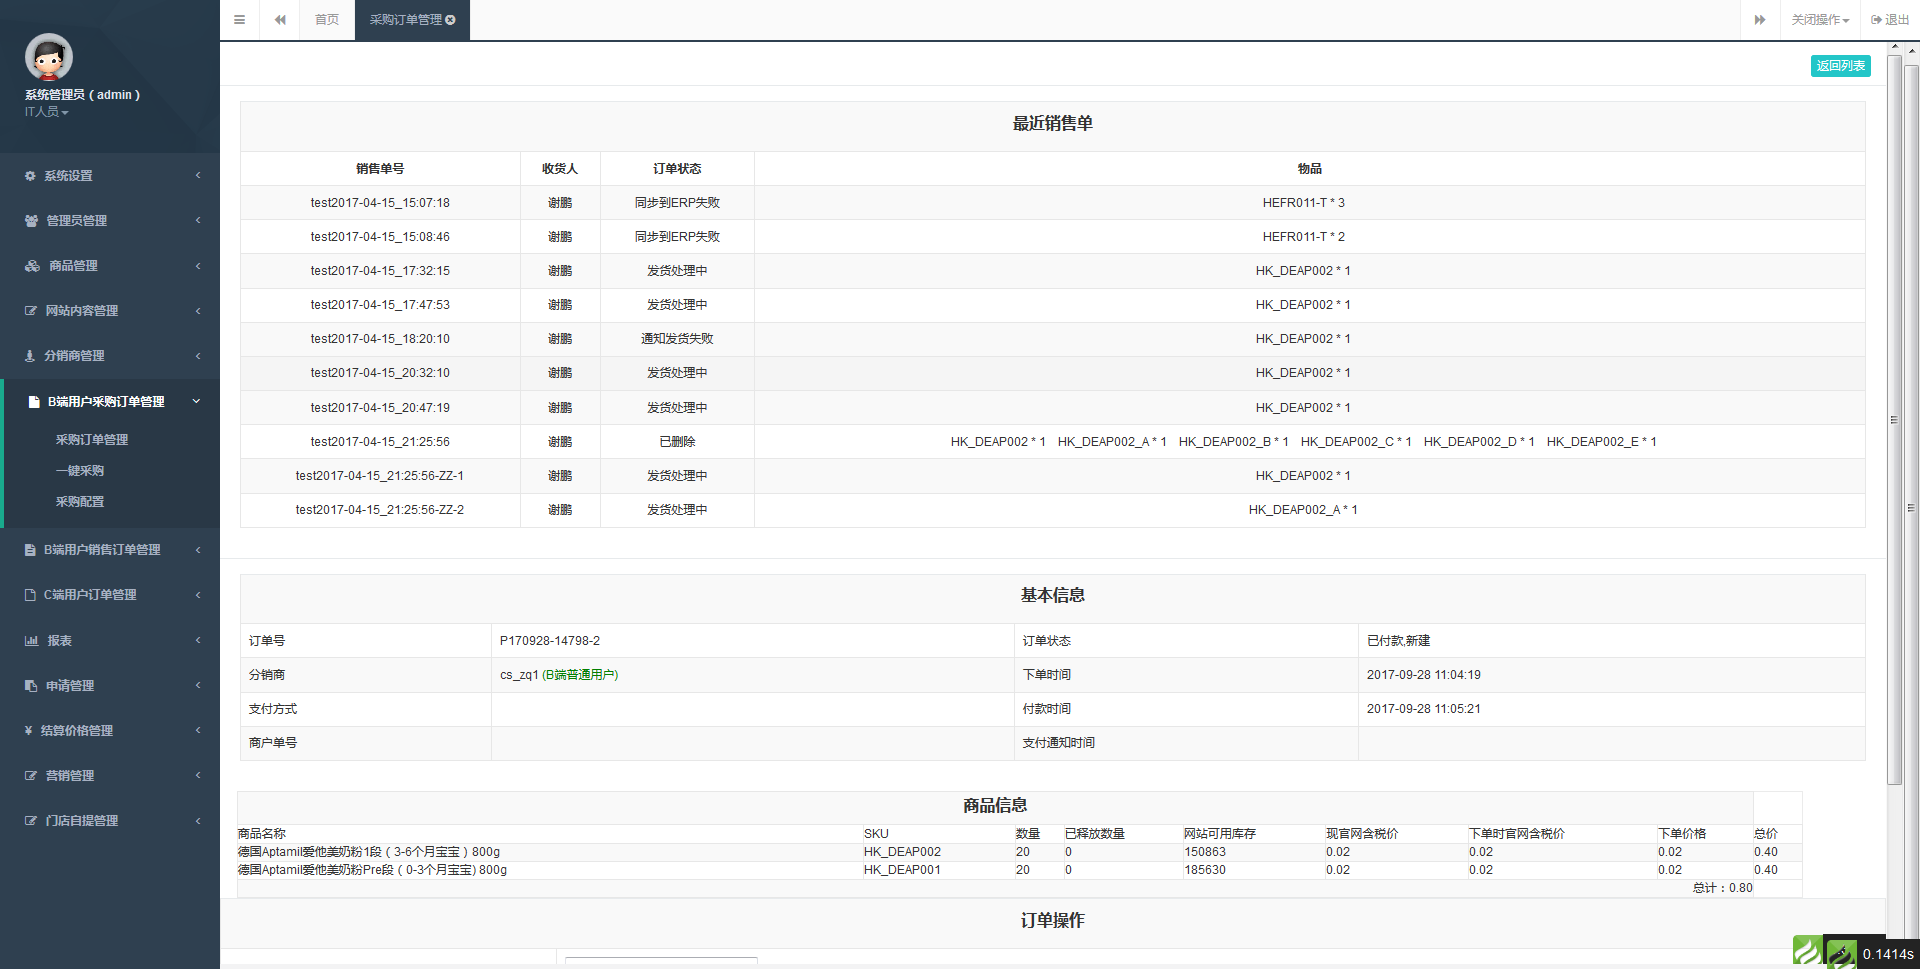 首页
采购订单管理
关闭操作
退出
系统管理员 ( admin )
IT人员
系统设置
管理员管理
商品管理
网站内容管理
分销商管理
B端用户采购订单管理
采购订单管理
一键采购
采购配置
B端用户销售订单管理
C端用户订单管理
报表
申请管理
¥ 结算价格管理
营销管理
门店自提管理
返回列表
最近销售单
销售单号 收货人 订单状态 物品
test2017-04-15_15:07:18 谢鹏 同步到ERP失败 HEFR011-T * 3
test2017-04-15_15:08:46 谢鹏 同步到ERP失败 HEFR011-T * 2
test2017-04-15_17:32:15 谢鹏 发货处理中 HK_DEAP002 * 1
test2017-04-15_17:47:53 谢鹏 发货处理中 HK_DEAP002 * 1
test2017-04-15_18:20:10 谢鹏 通知发货失败 HK_DEAP002 * 1
test2017-04-15_20:32:10 谢鹏 发货处理中 HK_DEAP002 * 1
test2017-04-15_20:47:19 谢鹏 发货处理中 HK_DEAP002 * 1
test2017-04-15_21:25:56 谢鹏 已删除 HK_DEAP002 * 1 HK_DEAP002_A * 1 HK_DEAP002_B * 1 HK_DEAP002_C * 1 HK_DEAP002_D * 1 HK_DEAP002_E * 1
test2017-04-15_21:25:56-ZZ-1 谢鹏 发货处理中 HK_DEAP002 * 1
test2017-04-15_21:25:56-ZZ-2 谢鹏 发货处理中 HK_DEAP002_A * 1
基本信息
订单号 P170928-14798-2 订单状态 已付款,新建
分销商 cs_zq1 (B端普通用户) 下单时间 2017-09-28 11:04:19
支付方式 付款时间 2017-09-28 11:05:21
商户单号 支付通知时间
商品信息
商品名称 SKU 数量 已释放数量 网站可用库存 现官网含税价 下单时官网含税价 下单价格 总价
德国Aptamil爱他美奶粉1段 ( 3-6个月宝宝 ) 800g HK_DEAP002 20 0 150863 0.02 0.02 0.02 0.40
德国Aptamil爱他美奶粉Pre段 ( 0-3个月宝宝) 800g HK_DEAP001 20 0 185630 0.02 0.02 0.02 0.40
总计：0.80
订单操作
0.1414s